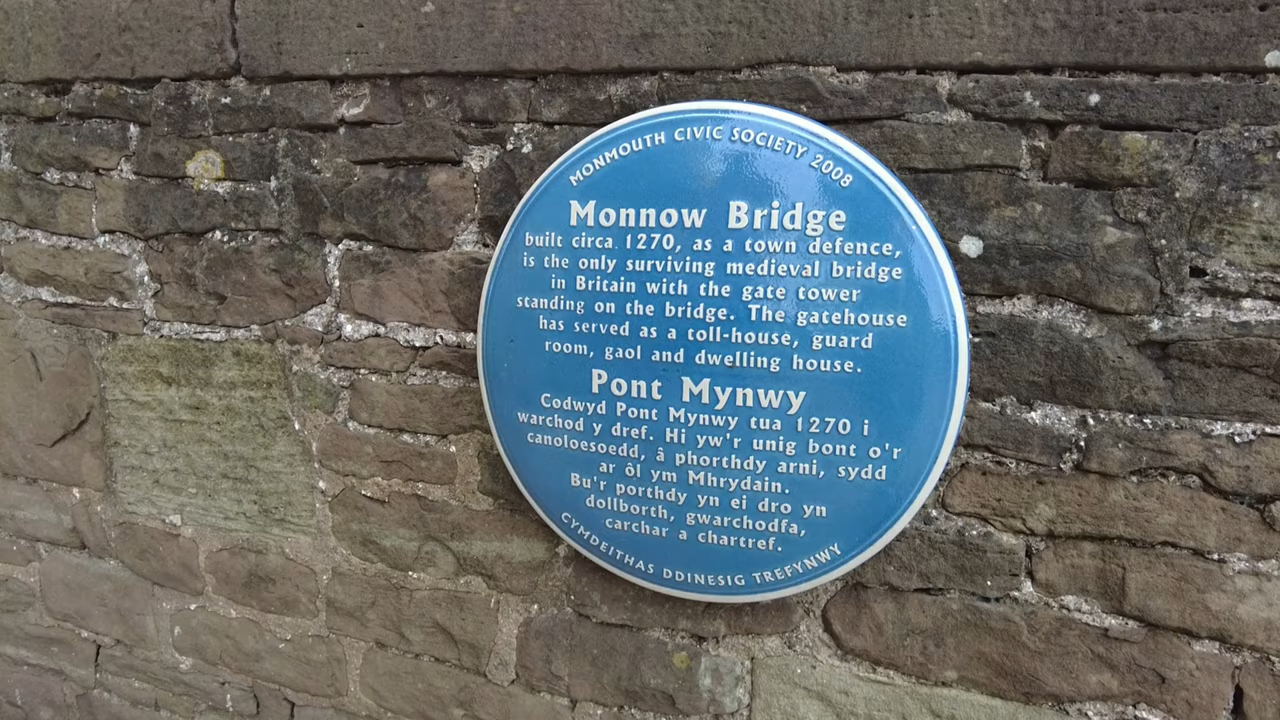 MONMOUTH CIVIC SOCIETY 2008
Monnow Bridge
built circa 1270, as a town defence,
is the only surviving medieval bridge
in Britain with the gate tower
standing on the bridge. The gatehouse
has served as a toll-house, guard
room, gaol and dwelling house.
Pont Mynwy
Codwyd Pont Mynwy tua 1270 i
warchod y dref. Hi yw'r unig bont o'r
canoloesoedd, â phorthdy arni, sydd
ar ôl ym Mhrydain.
Bu'r porthdy yn ei dro yn
dollborth, gwarchodfa,
carchar a chartref.
CYMDEITHAS DDINESIG TREFYNWY